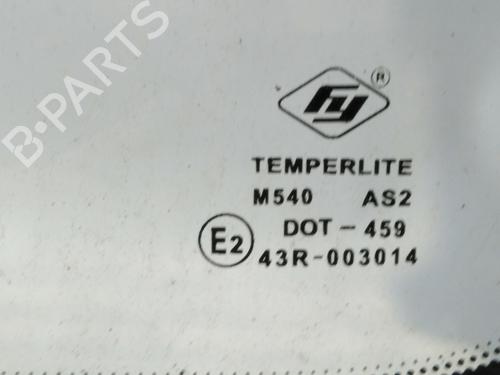 B-PARTS
FY ®
TEMPERLITE
M540 AS2
DOT-459
E2
43R-003014